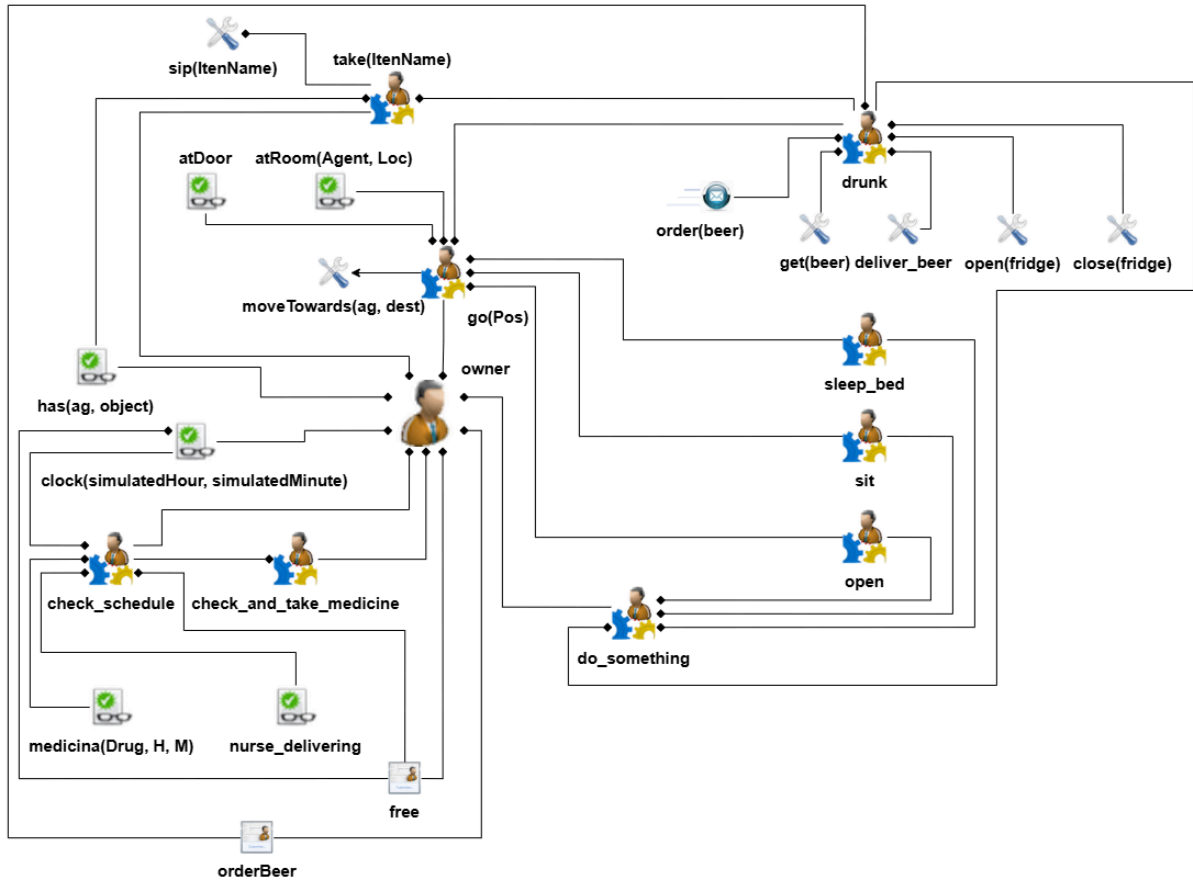 take(ItenName)
sip(ItenName)
atDoor
atRoom(Agent, Loc)
drunk
order(beer)
get(beer)
deliver_beer
open(fridge)
close(fridge)
moveTowards(ag, dest)
go(Pos)
owner
sleep_bed
has(ag, object)
clock(simulatedHour, simulatedMinute)
sit
open
check_schedule
check_and_take_medicine
do_something
medicina(Drug, H, M)
nurse_delivering
free
orderBeer